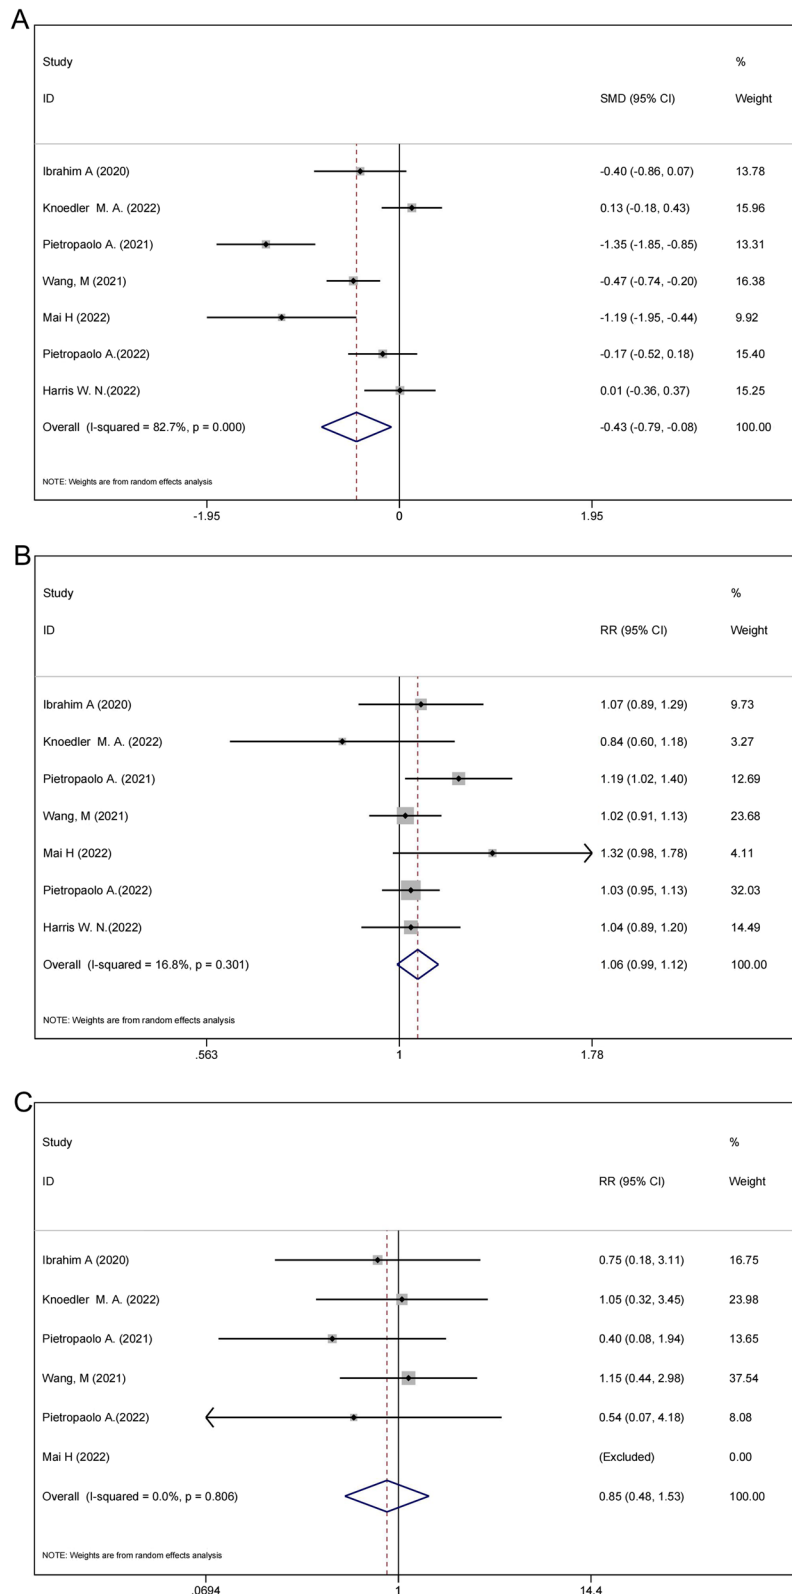 A
Study %
ID SMD (95% CI) Weight
Ibrahim A (2020) -0.40 (-0.86, 0.07) 13.78
Knoedler M. A. (2022) 0.13 (-0.18, 0.43) 15.96
Pietropaolo A. (2021) -1.35 (-1.85, -0.85) 13.31
Wang, M (2021) -0.47 (-0.74, -0.20) 16.38
Mai H (2022) -1.19 (-1.95, -0.44) 9.92
Pietropaolo A.(2022) -0.17 (-0.52, 0.18) 15.40
Harris W. N.(2022) 0.01 (-0.36, 0.37) 15.25
Overall (I-squared = 82.7%, p = 0.000) -0.43 (-0.79, -0.08) 100.00
NOTE: Weights are from random effects analysis
-1.95 0 1.95
B
Study %
ID RR (95% CI) Weight
Ibrahim A (2020) 1.07 (0.89, 1.29) 9.73
Knoedler M. A. (2022) 0.84 (0.60, 1.18) 3.27
Pietropaolo A. (2021) 1.19 (1.02, 1.40) 12.69
Wang, M (2021) 1.02 (0.91, 1.13) 23.68
Mai H (2022) 1.32 (0.98, 1.78) 4.11
Pietropaolo A.(2022) 1.03 (0.95, 1.13) 32.03
Harris W. N.(2022) 1.04 (0.89, 1.20) 14.49
Overall (I-squared = 16.8%, p = 0.301) 1.06 (0.99, 1.12) 100.00
NOTE: Weights are from random effects analysis
.563 1 1.78
C
Study %
ID RR (95% CI) Weight
Ibrahim A (2020) 0.75 (0.18, 3.11) 16.75
Knoedler M. A. (2022) 1.05 (0.32, 3.45) 23.98
Pietropaolo A. (2021) 0.40 (0.08, 1.94) 13.65
Wang, M (2021) 1.15 (0.44, 2.98) 37.54
Pietropaolo A.(2022) 0.54 (0.07, 4.18) 8.08
Mai H (2022) (Excluded) 0.00
Overall (I-squared = 0.0%, p = 0.806) 0.85 (0.48, 1.53) 100.00
NOTE: Weights are from random effects analysis
.0694 1 14.4